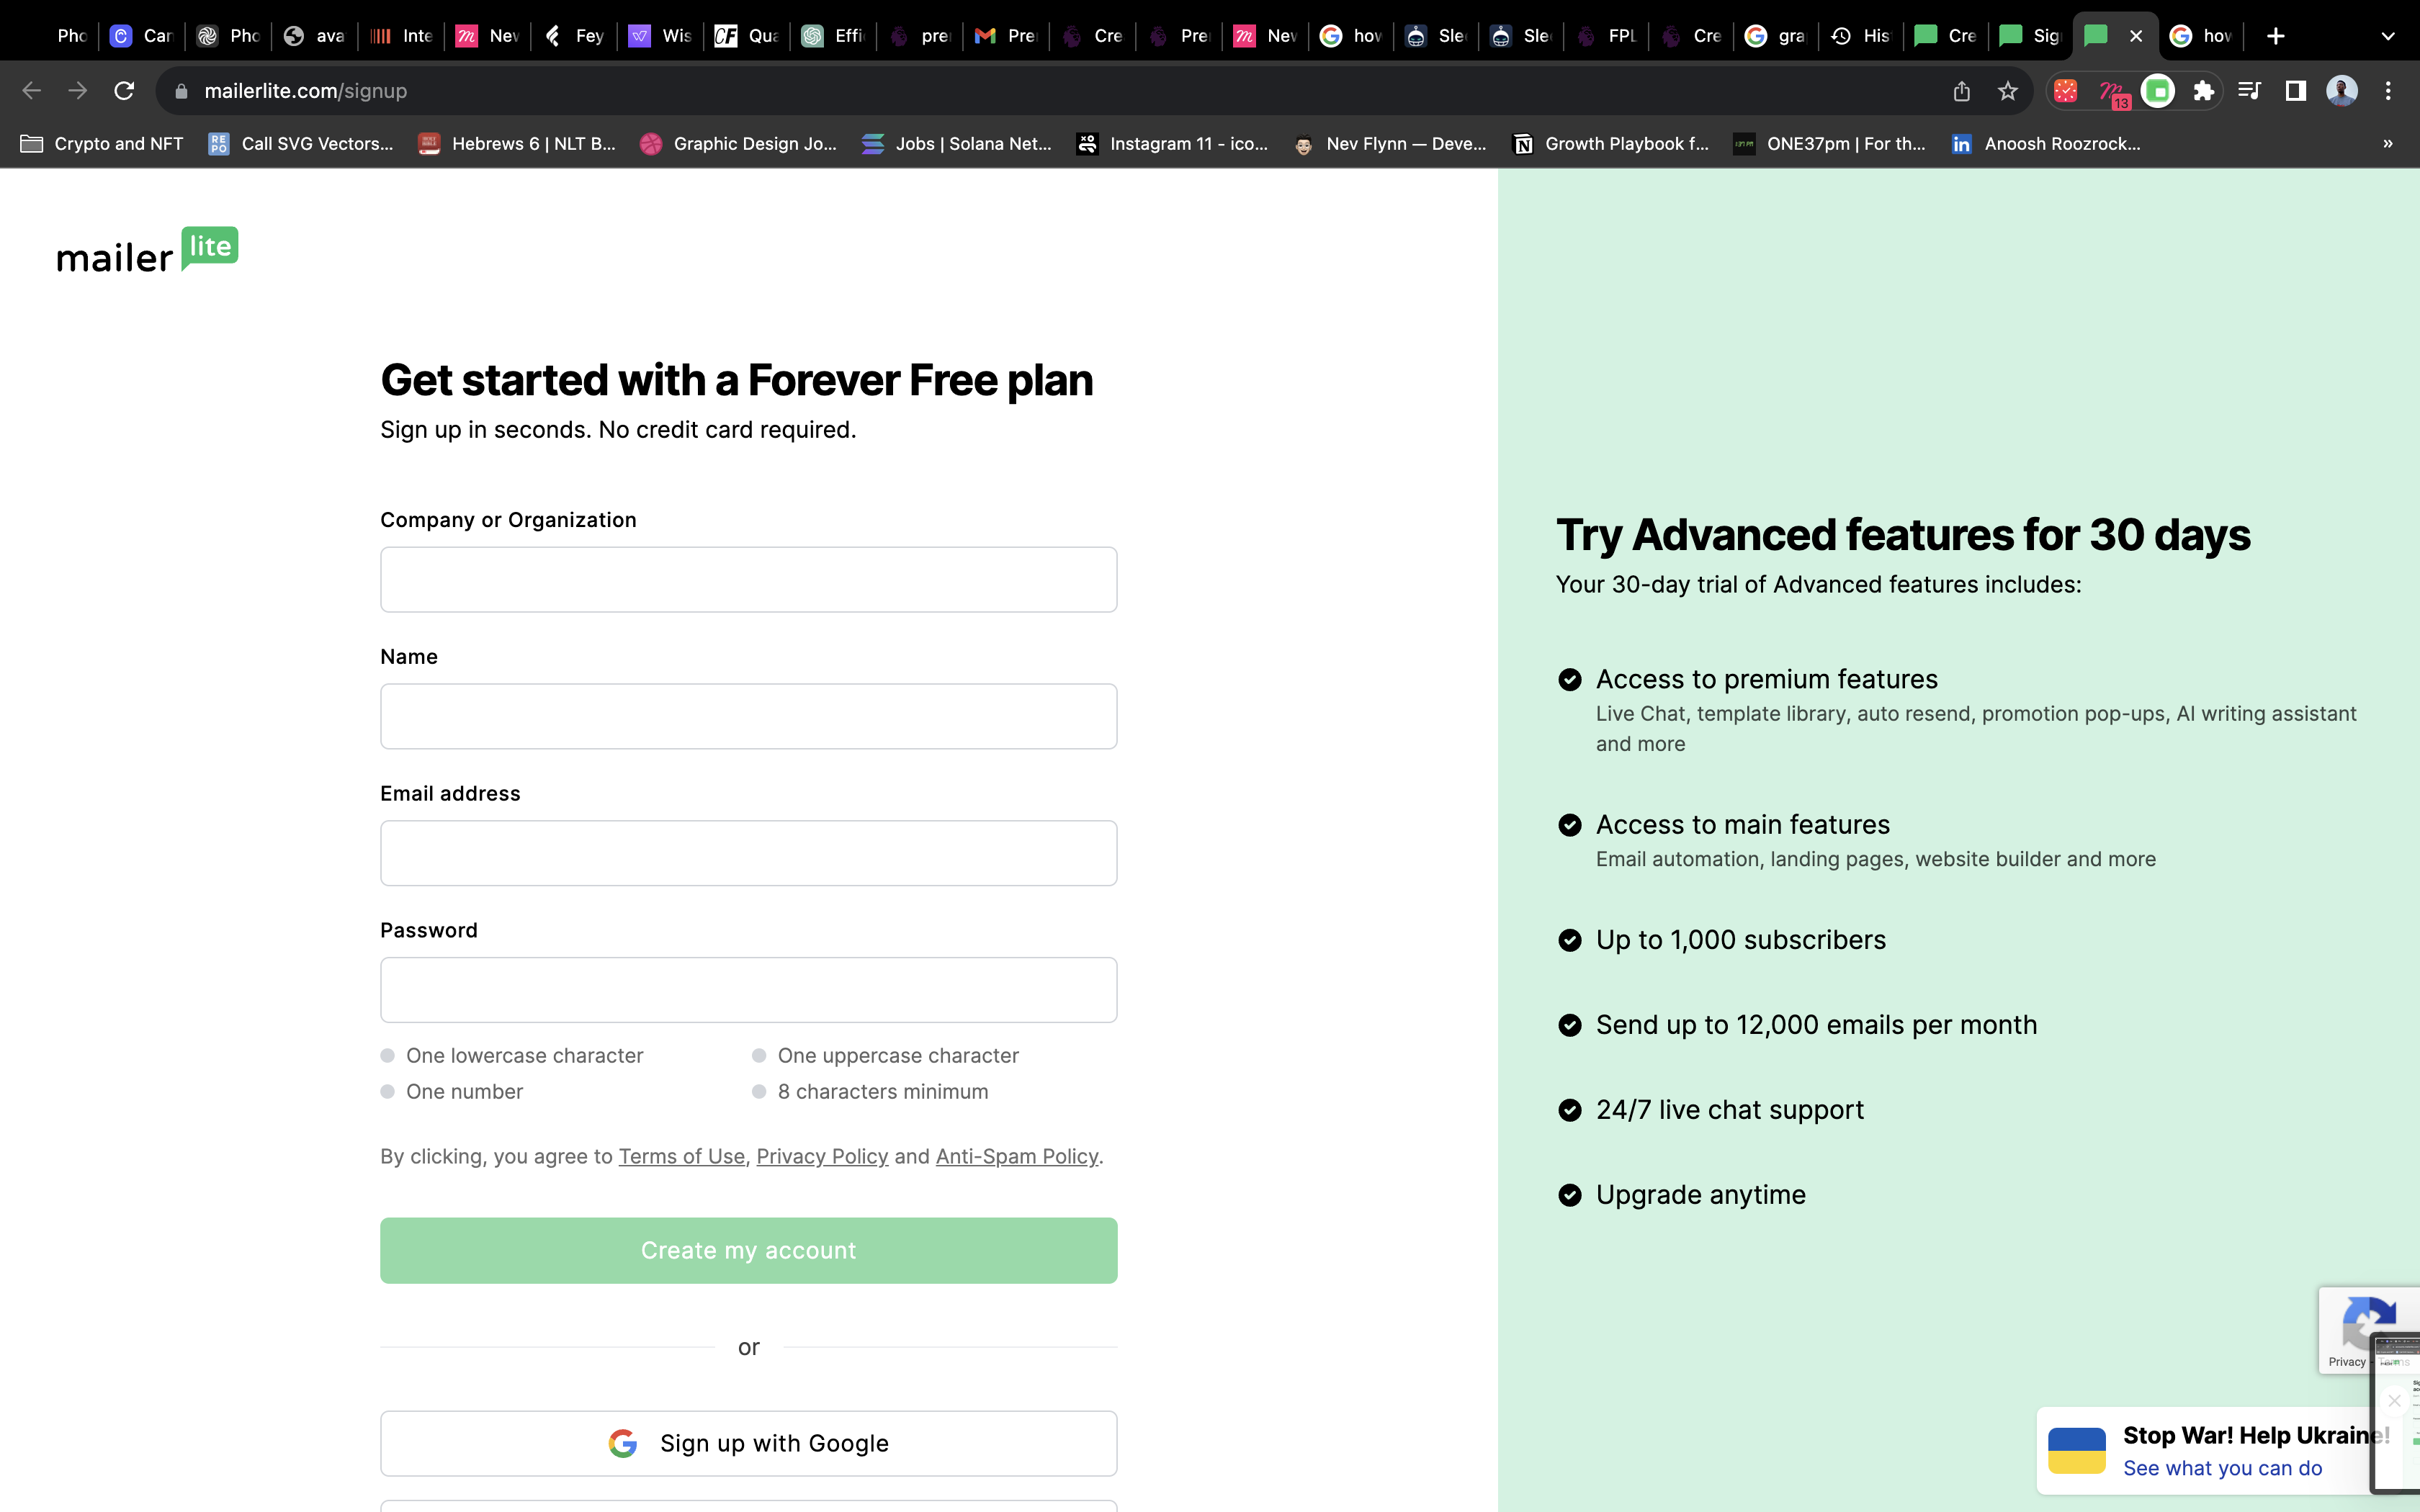 Pho Can Pho ava Inte New Fey Wis Qua Effi pre Pre Cre Pre New how Sle Sle FPL Cre gra His Cre Sig how
mailerlite.com/signup
13
Crypto and NFT Call SVG Vectors... Hebrews 6 | NLT B... Graphic Design Jo... Jobs | Solana Net... Instagram 11 - ico... Nev Flynn — Deve... Growth Playbook f... ONE37pm | For th... Anoosh Roozrock... »
mailer lite
Get started with a Forever Free plan
Sign up in seconds. No credit card required.
Company or Organization
Name
Email address
Password
One lowercase character One uppercase character
One number 8 characters minimum
By clicking, you agree to Terms of Use, Privacy Policy and Anti-Spam Policy.
Create my account
or
Sign up with Google
Try Advanced features for 30 days
Your 30-day trial of Advanced features includes:
Access to premium features
Live Chat, template library, auto resend, promotion pop-ups, AI writing assistant
and more
Access to main features
Email automation, landing pages, website builder and more
Up to 1,000 subscribers
Send up to 12,000 emails per month
24/7 live chat support
Upgrade anytime
Privacy - Terms
Stop War! Help Ukraine!
See what you can do